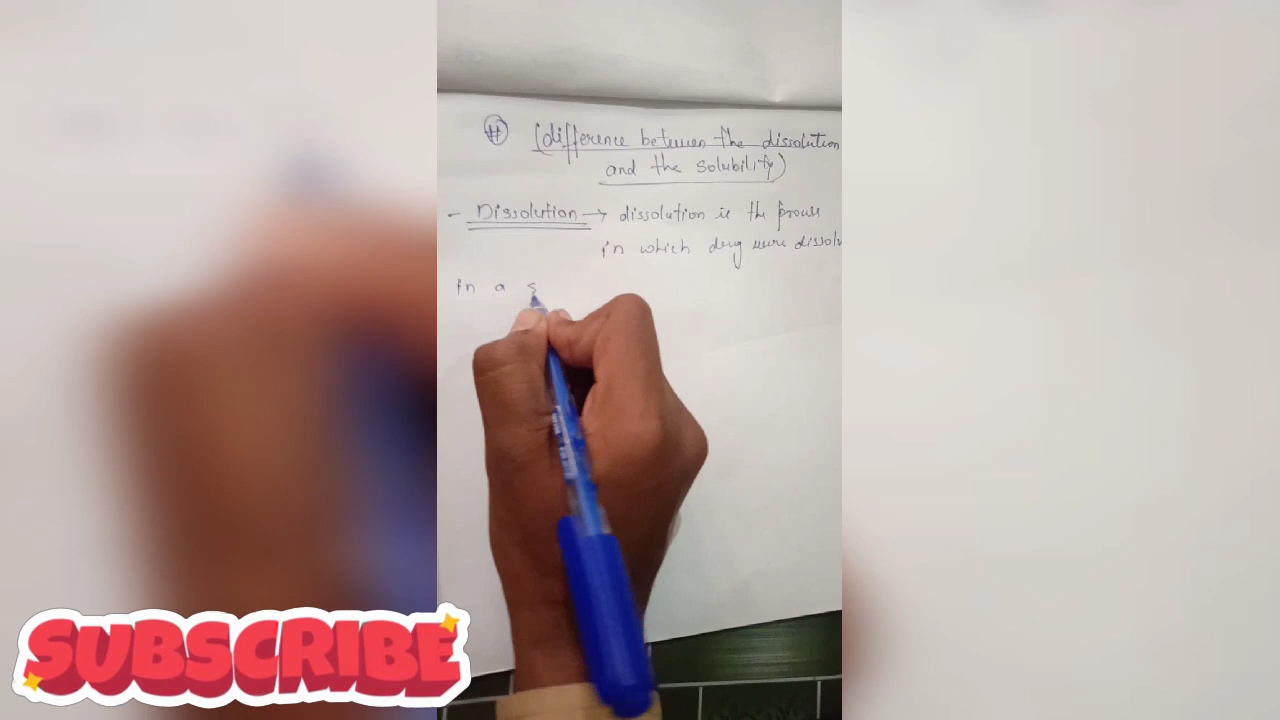 # (difference between the dissolution
and the solubility)
- Dissolution → dissolution is the process
in which drug were dissolv
in a s
SUBSCRIBE